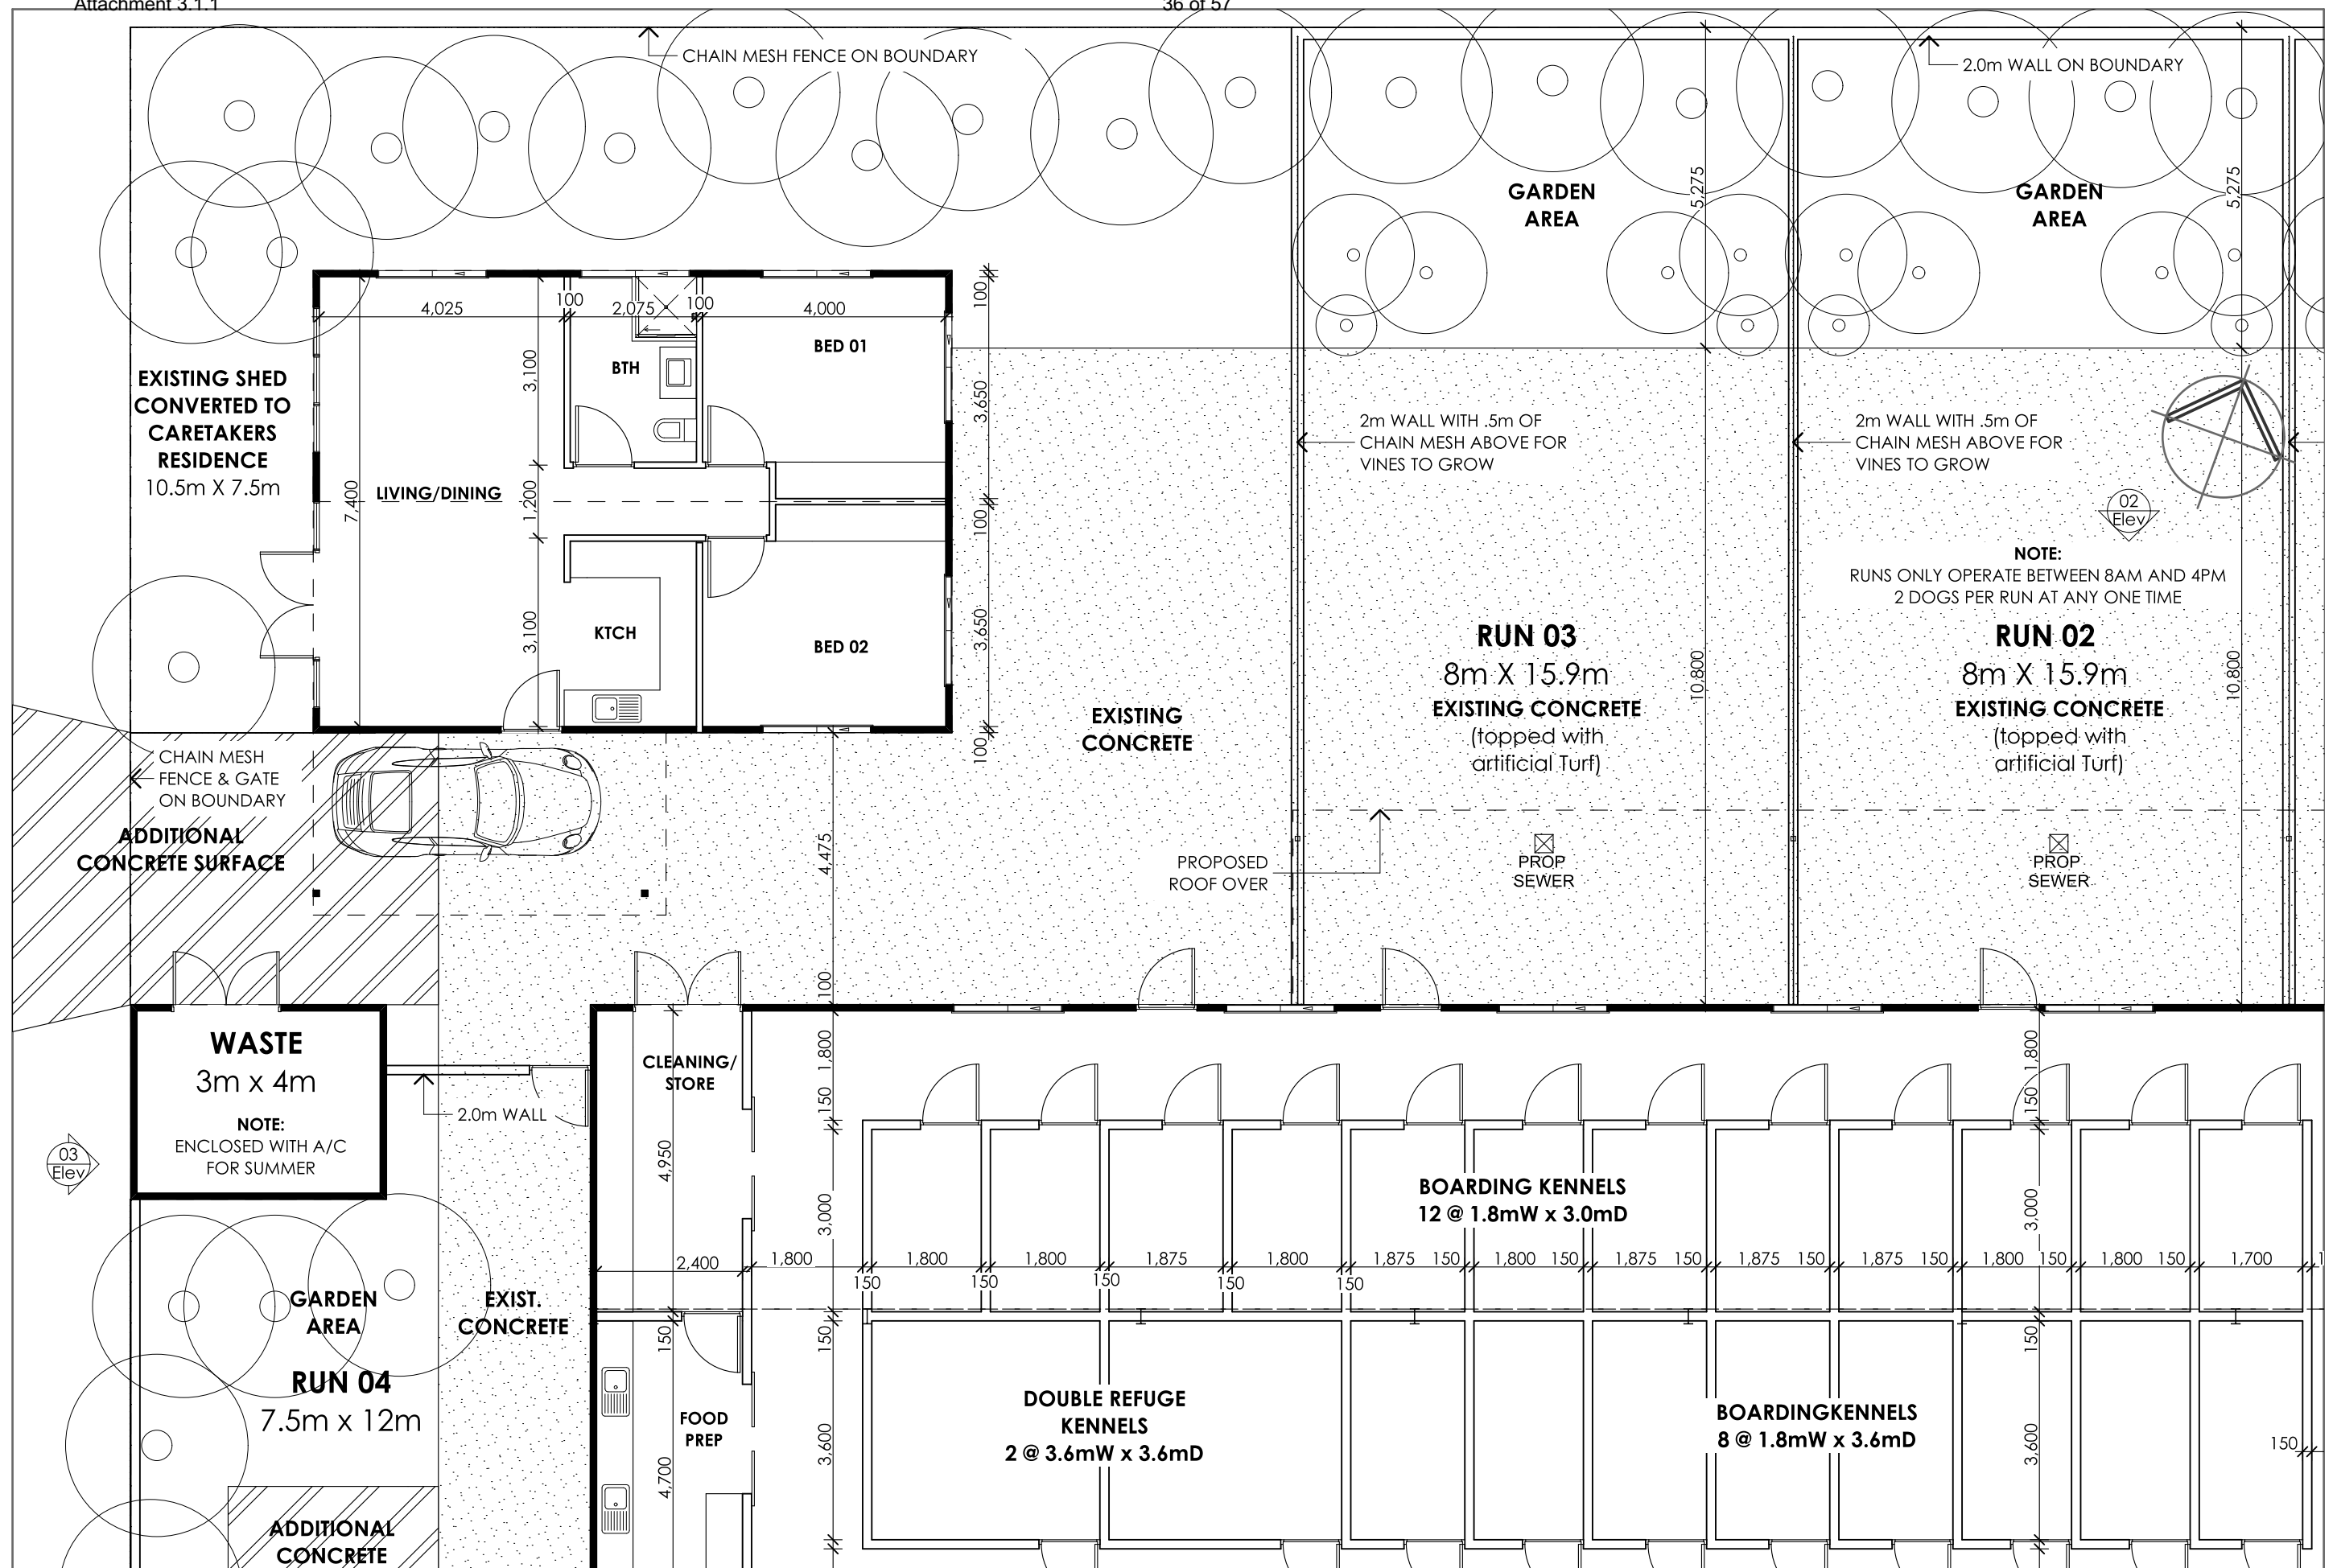 Attachment 3.1.1
36 of 57
CHAIN MESH FENCE ON BOUNDARY
2.0m WALL ON BOUNDARY
GARDEN
AREA
5,275
GARDEN
AREA
5,275
4,025
100
2,075
100
4,000
100
BED 01
BTH
3,100
3,650
EXISTING SHED
CONVERTED TO
CARETAKERS
RESIDENCE
10.5m X 7.5m
7,400
LIVING/DINING
1,200
100
2m WALL WITH .5m OF
CHAIN MESH ABOVE FOR
VINES TO GROW
2m WALL WITH .5m OF
CHAIN MESH ABOVE FOR
VINES TO GROW
02
Elev
NOTE:
RUNS ONLY OPERATE BETWEEN 8AM AND 4PM
2 DOGS PER RUN AT ANY ONE TIME
3,100
KTCH
BED 02
3,650
100
EXISTING
CONCRETE
RUN 03
8m X 15.9m
EXISTING CONCRETE
(topped with
artificial Turf)
10,800
RUN 02
8m X 15.9m
EXISTING CONCRETE
(topped with
artificial Turf)
10,800
CHAIN MESH
FENCE & GATE
ON BOUNDARY
ADDITIONAL
CONCRETE SURFACE
4,475
PROPOSED
ROOF OVER
PROP
SEWER
PROP
SEWER
100
WASTE
3m x 4m
NOTE:
ENCLOSED WITH A/C
FOR SUMMER
2.0m WALL
CLEANING/
STORE
1,800
150
1,800
150
03
Elev
4,950
3,000
BOARDING KENNELS
12 @ 1.8mW x 3.0mD
3,000
2,400
1,800
150
1,800
150
1,800
150
1,875
150
1,800
150
1,875
150
1,800
150
1,875
150
1,875
150
1,875
150
1,800
150
1,800
150
1,700
GARDEN
AREA
EXIST.
CONCRETE
150
150
150
RUN 04
7.5m x 12m
FOOD
PREP
4,700
3,600
DOUBLE REFUGE
KENNELS
2 @ 3.6mW x 3.6mD
BOARDINGKENNELS
8 @ 1.8mW x 3.6mD
3,600
150
ADDITIONAL
CONCRETE